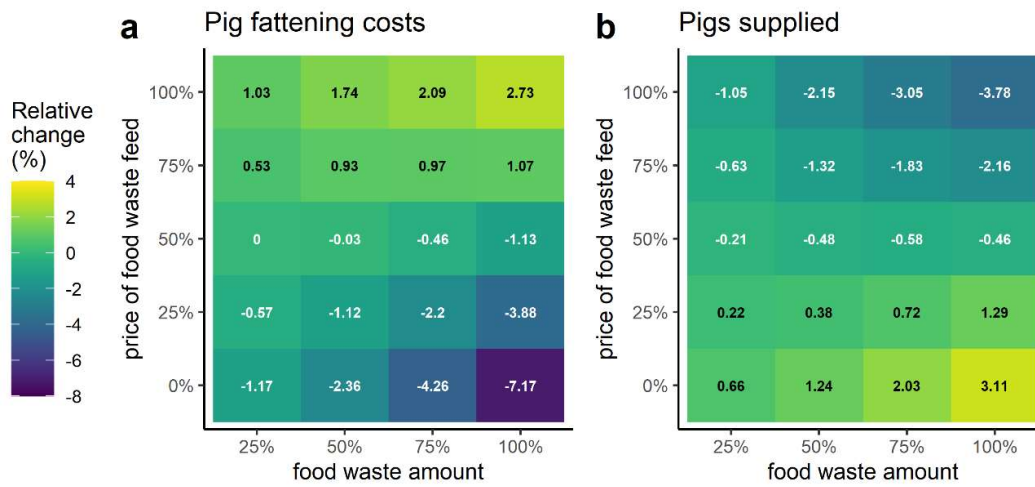 a Pig fattening costs
b Pigs supplied
Relative
change
(%)
4
2
0
-2
-4
-6
-8
price of food waste feed
100%
75%
50%
25%
0%
1.03 1.74 2.09 2.73
0.53 0.93 0.97 1.07
0 -0.03 -0.46 -1.13
-0.57 -1.12 -2.2 -3.88
-1.17 -2.36 -4.26 -7.17
25% 50% 75% 100%
food waste amount
price of food waste feed
100%
75%
50%
25%
0%
-1.05 -2.15 -3.05 -3.78
-0.63 -1.32 -1.83 -2.16
-0.21 -0.48 -0.58 -0.46
0.22 0.38 0.72 1.29
0.66 1.24 2.03 3.11
25% 50% 75% 100%
food waste amount